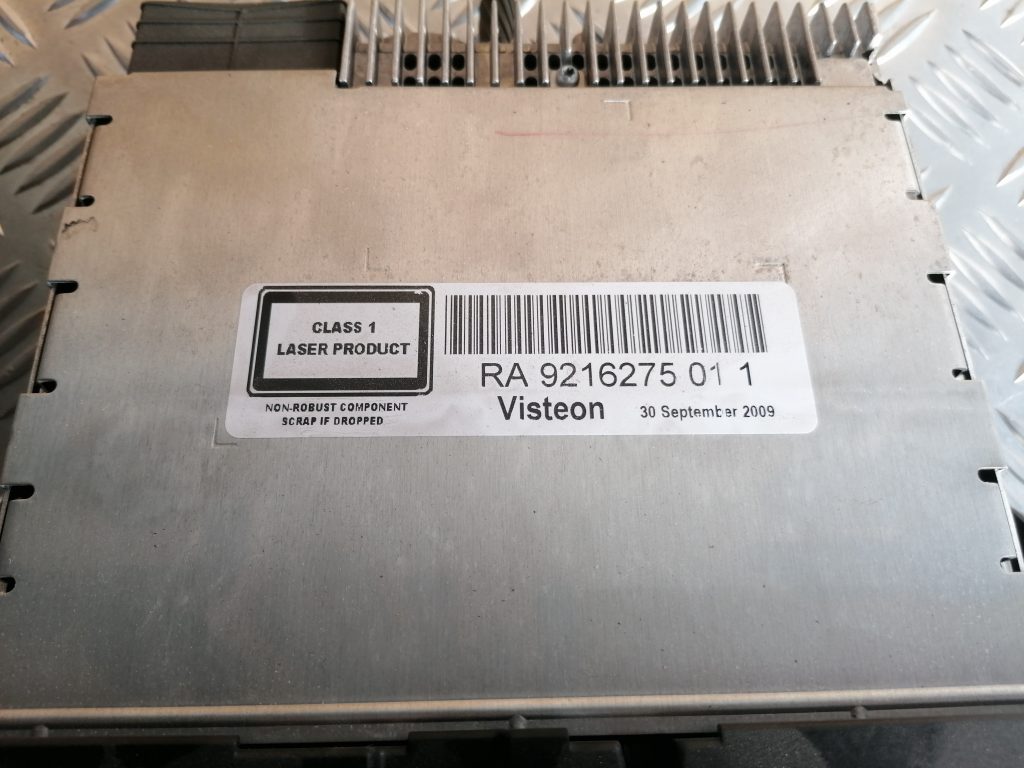 CLASS 1
LASER PRODUCT
NON-ROBUST COMPONENT
SCRAP IF DROPPED
RA 9216275 01 1
Visteon 30 September 2009